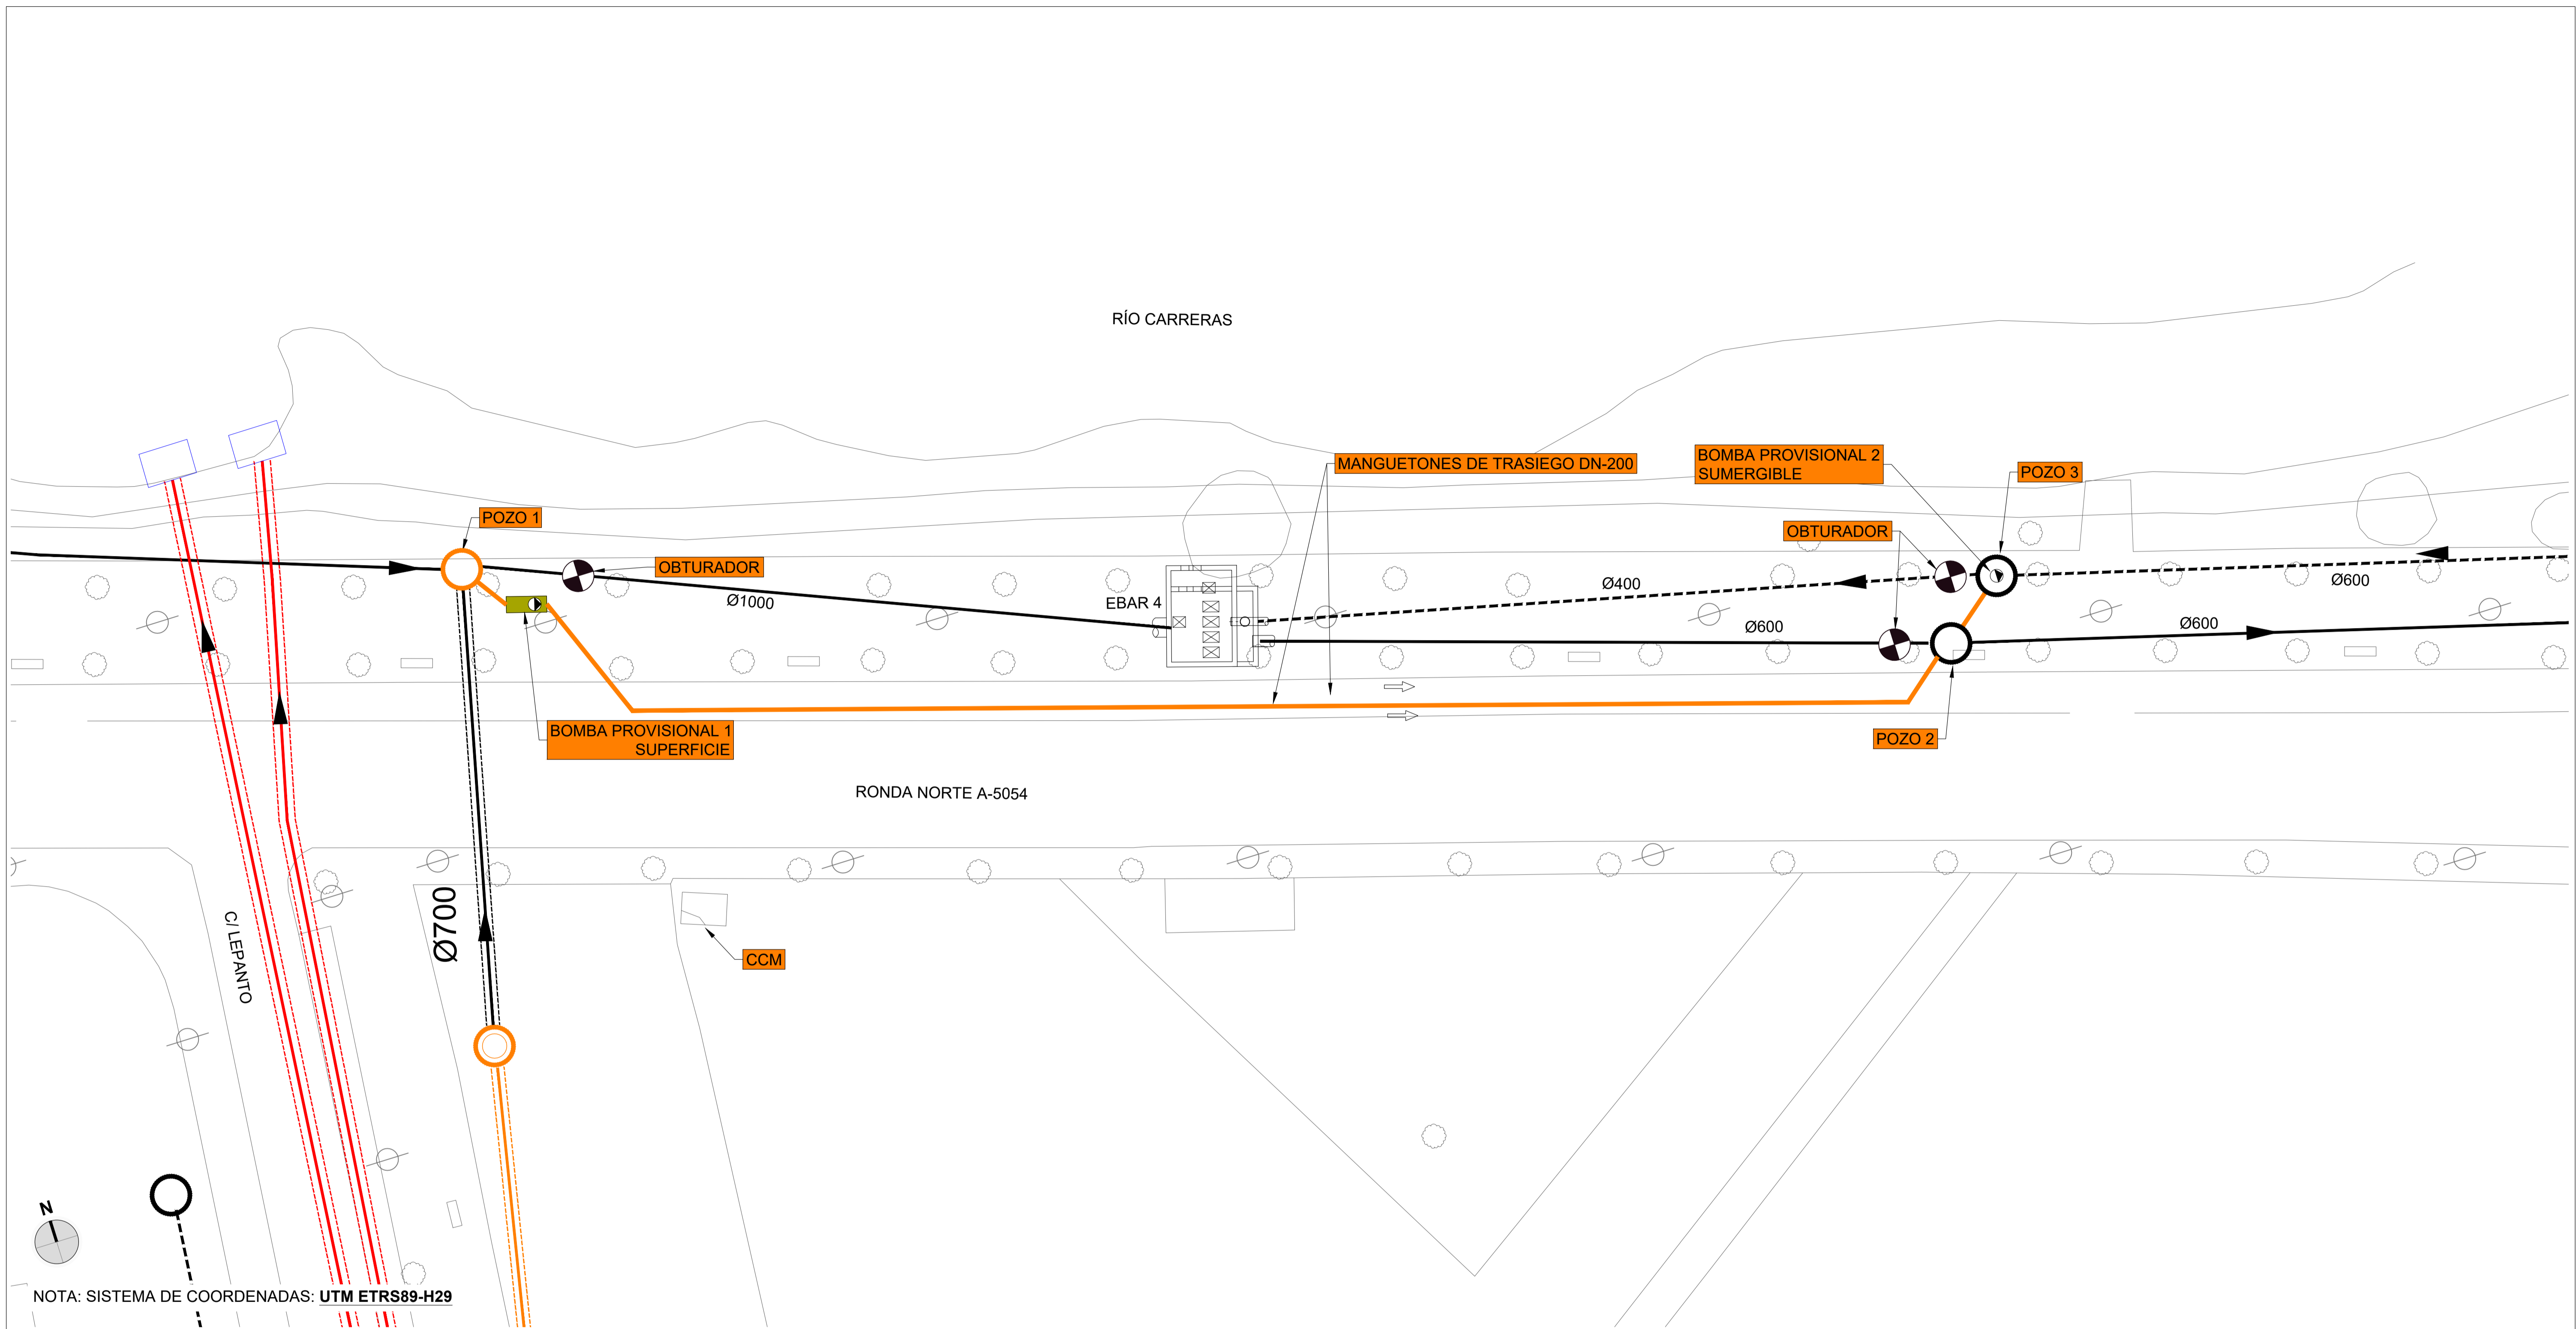 RÍO CARRERAS
MANGUETONES DE TRASIEGO DN-200
BOMBA PROVISIONAL 2
SUMERGIBLE
POZO 3
POZO 1
OBTURADOR
OBTURADOR
Ø1000
EBAR 4
Ø400
Ø600
Ø600
Ø600
BOMBA PROVISIONAL 1
SUPERFICIE
POZO 2
RONDA NORTE A-5054
Ø700
C/ LEPANTO
CCM
N
NOTA: SISTEMA DE COORDENADAS: UTM ETRS89-H29